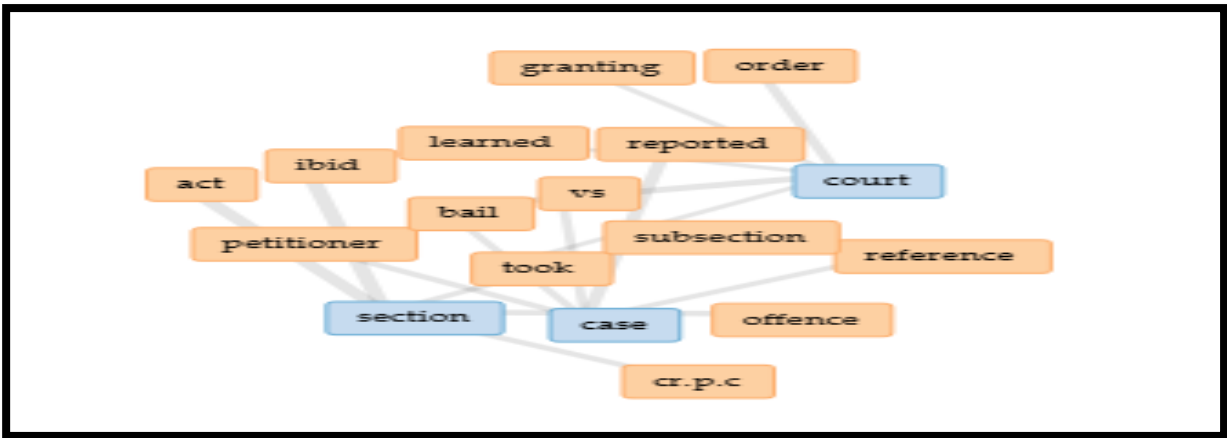 granting
order
learned
reported
ibid
act
court
vs
bail
petitioner
subsection
reference
took
section
case
offence
cr.p.c